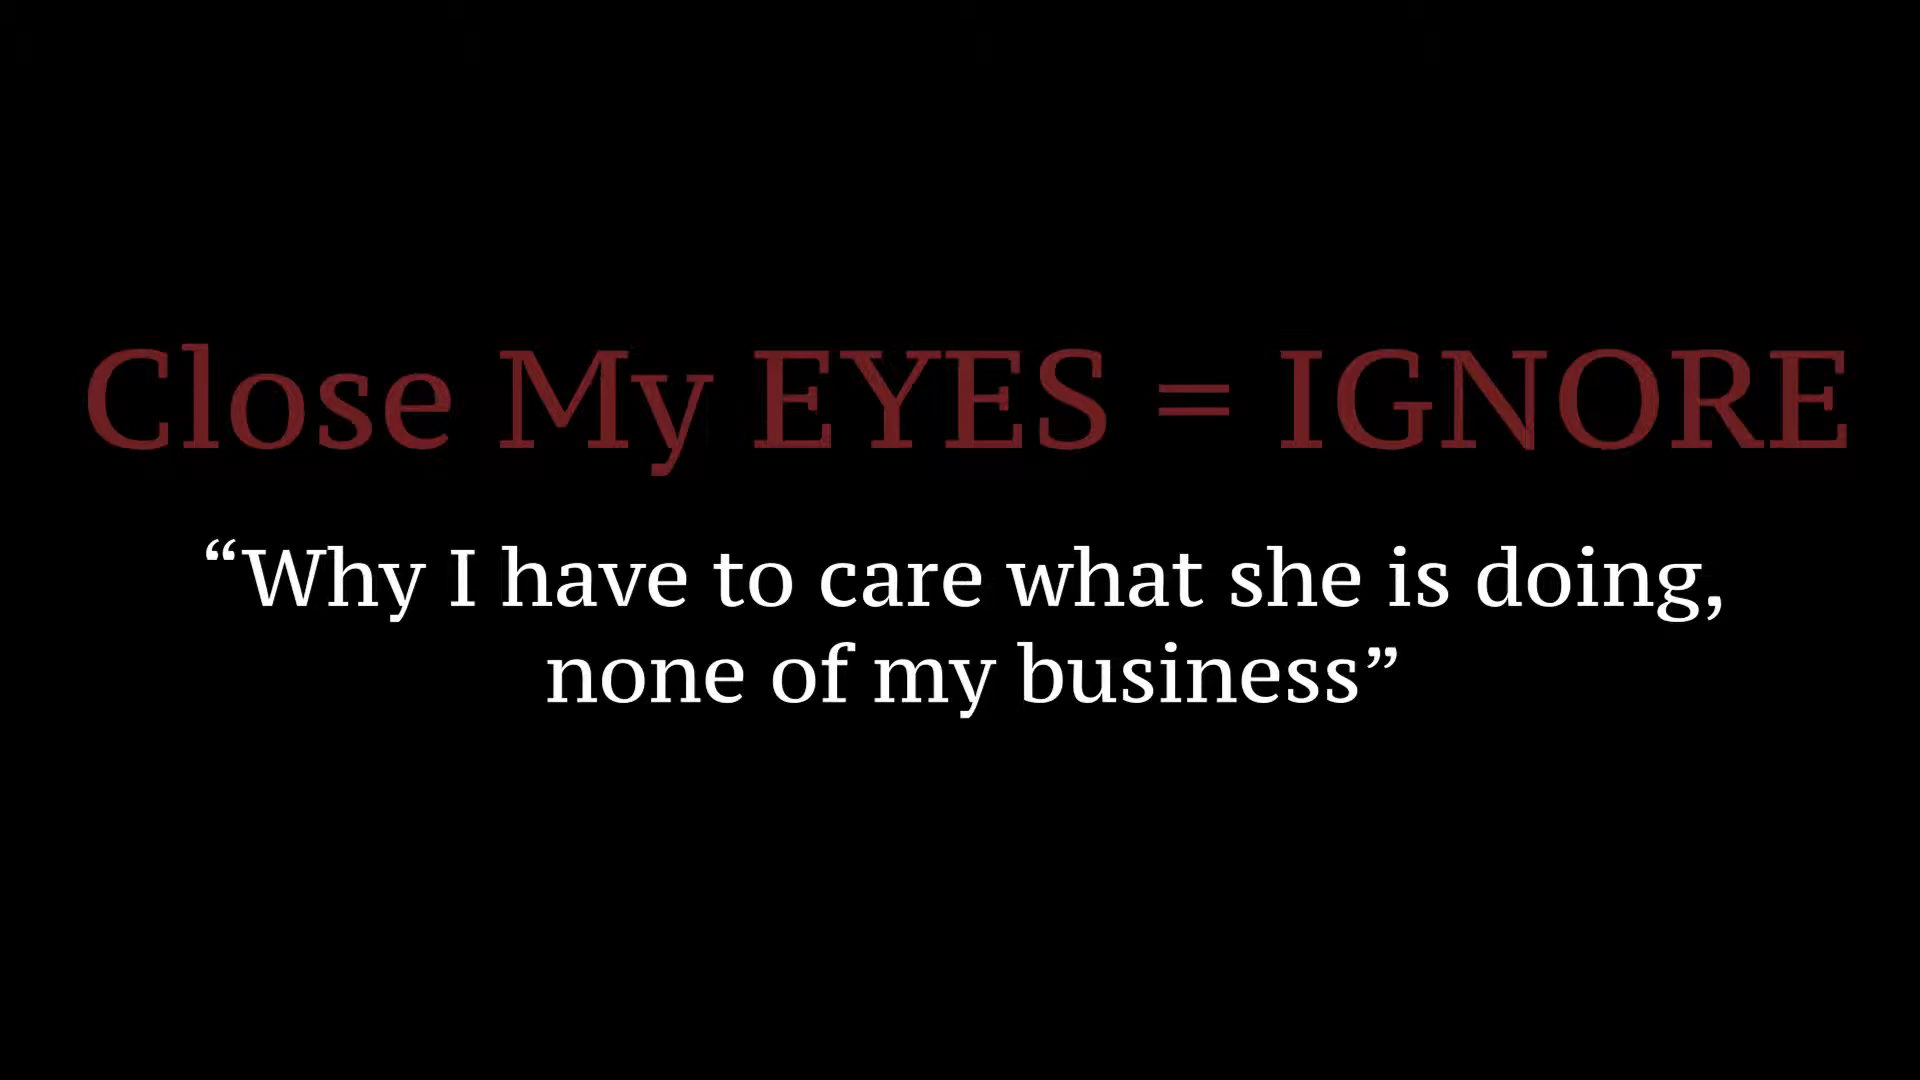 Close My EYES = IGNORE
“Why I have to care what she is doing,
none of my business”